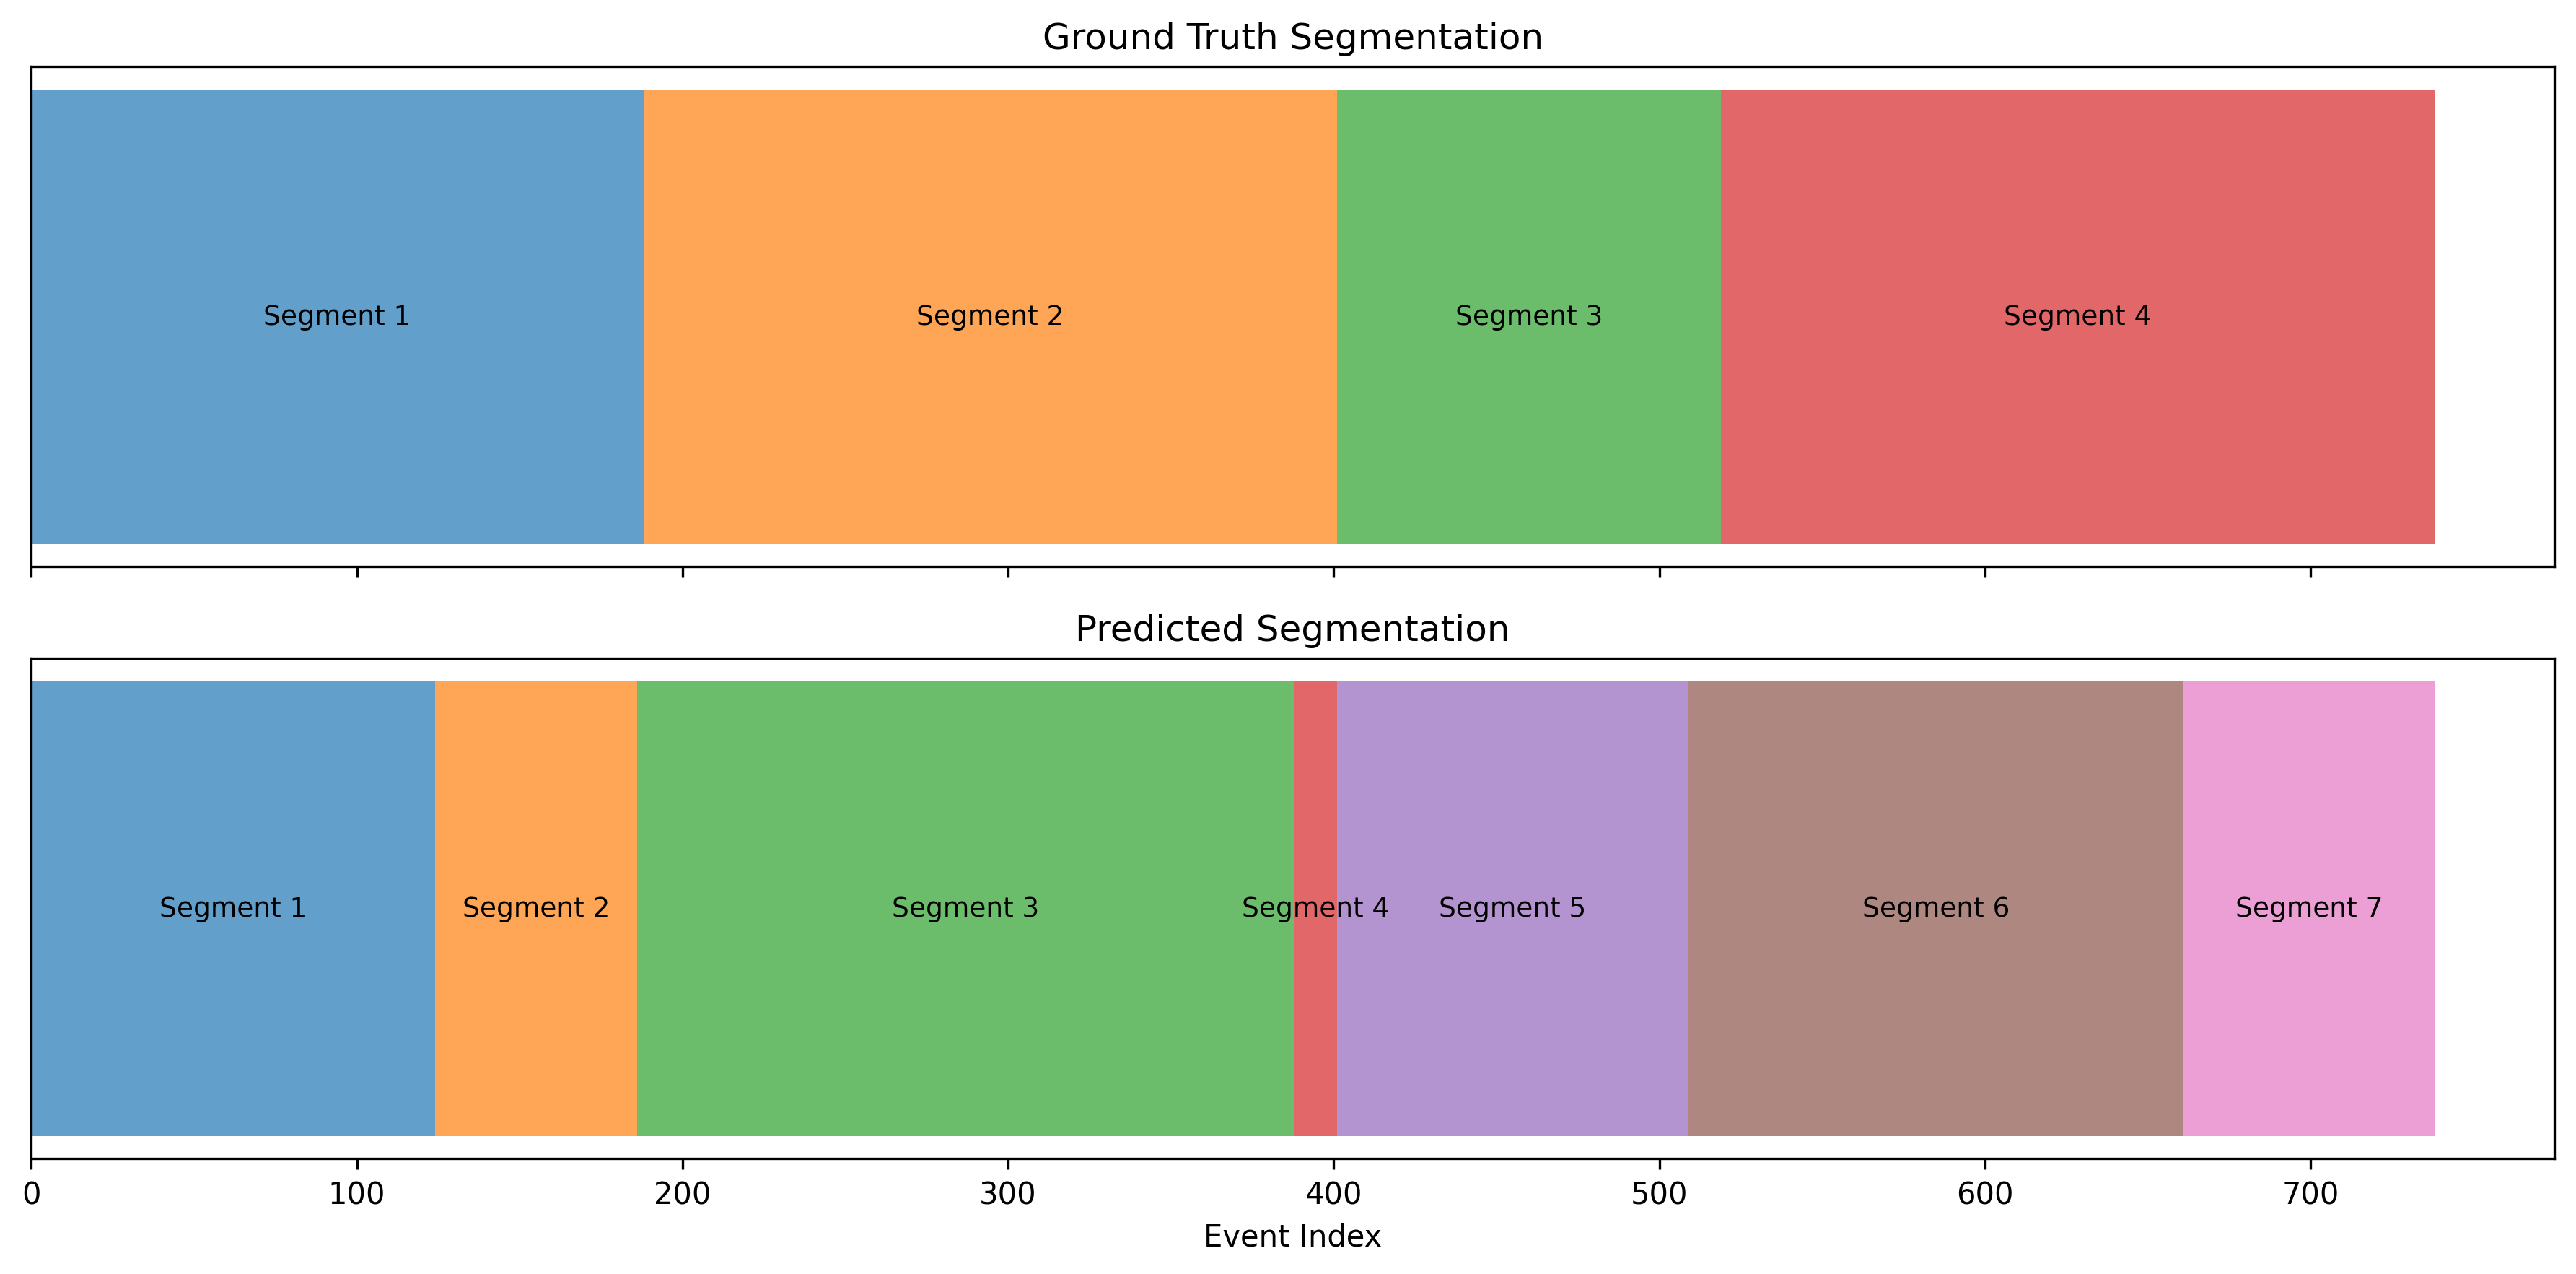 Ground Truth Segmentation
Segment 1 Segment 2 Segment 3 Segment 4
Predicted Segmentation
Segment 1 Segment 2 Segment 3 Segment 4 Segment 5 Segment 6 Segment 7
0 100 200 300 400 500 600 700
Event Index